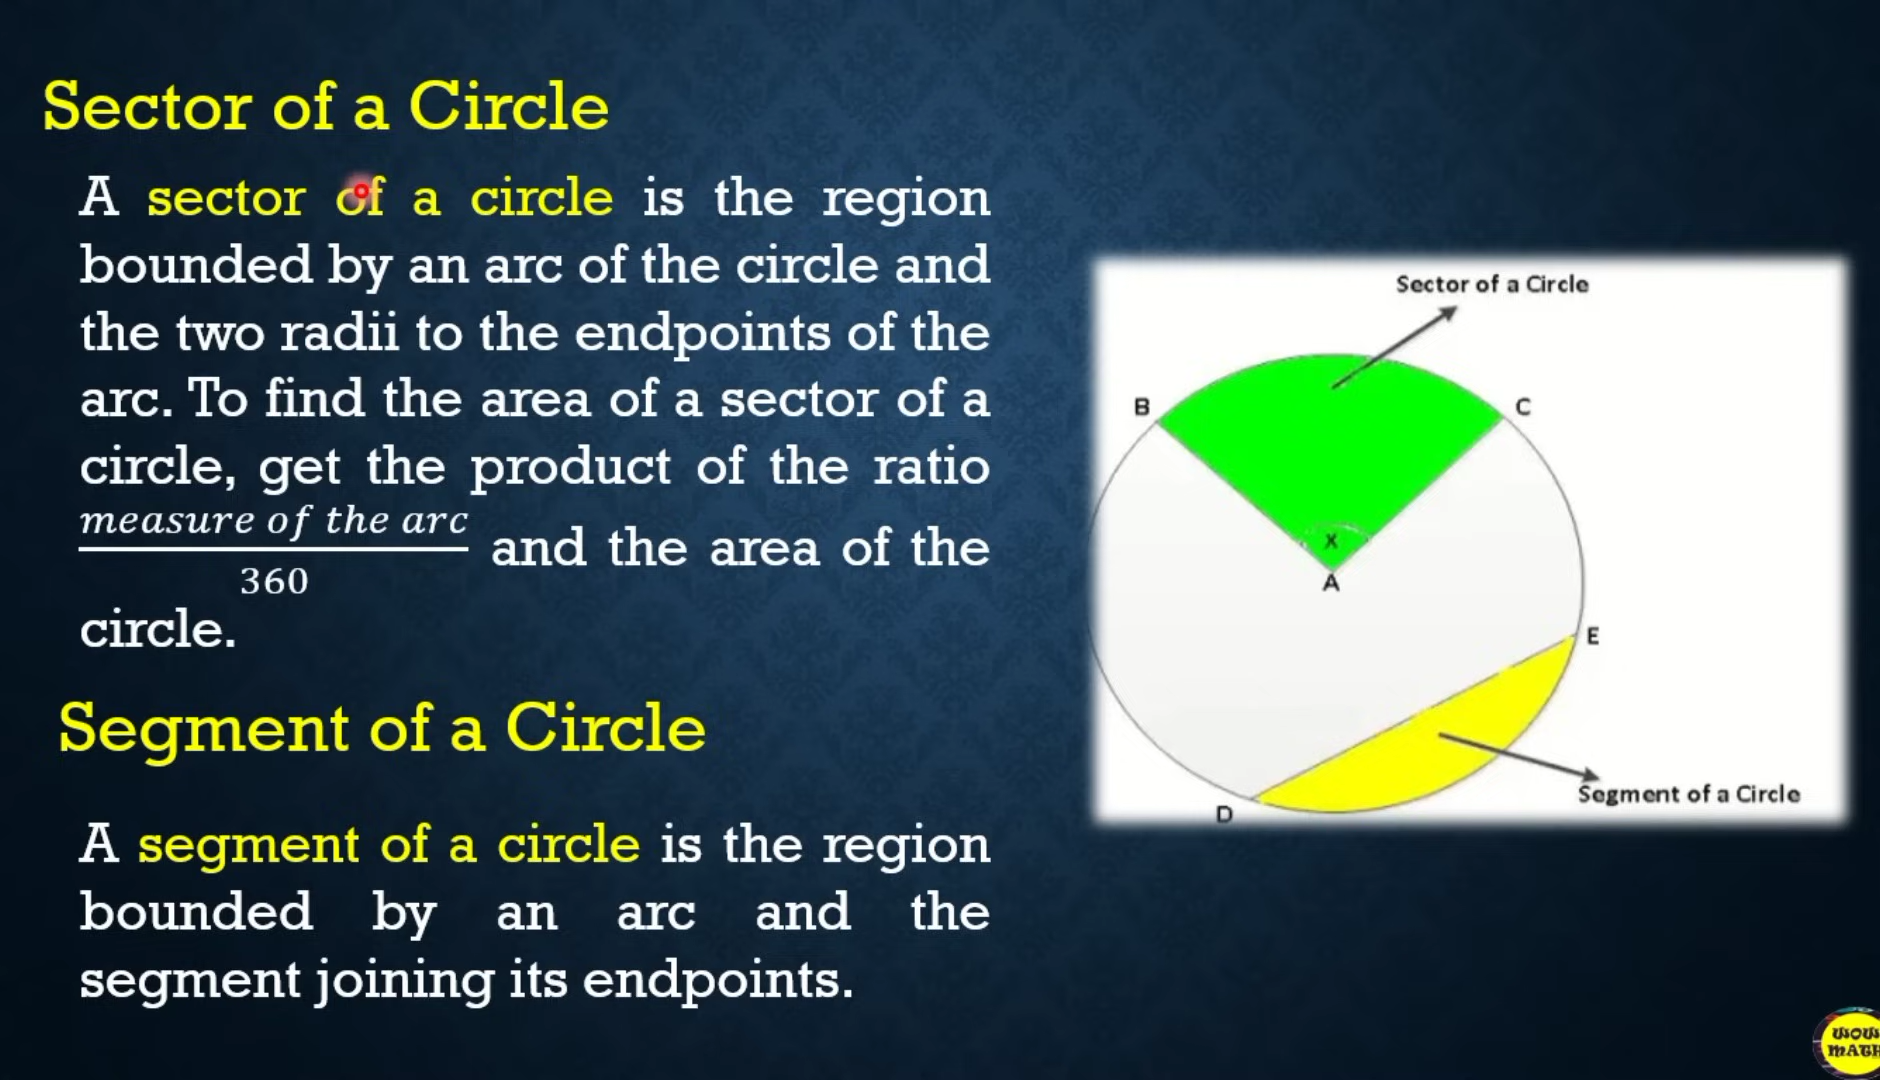 Sector of a Circle
A sector of a circle is the region
bounded by an arc of the circle and
the two radii to the endpoints of the
arc. To find the area of a sector of a
circle, get the product of the ratio
measure of the arc
360
and the area of the
circle.
Segment of a Circle
A segment of a circle is the region
bounded by an arc and the
segment joining its endpoints.
Sector of a Circle
B
C
X
A
E
D
Segment of a Circle
WOW
MATH